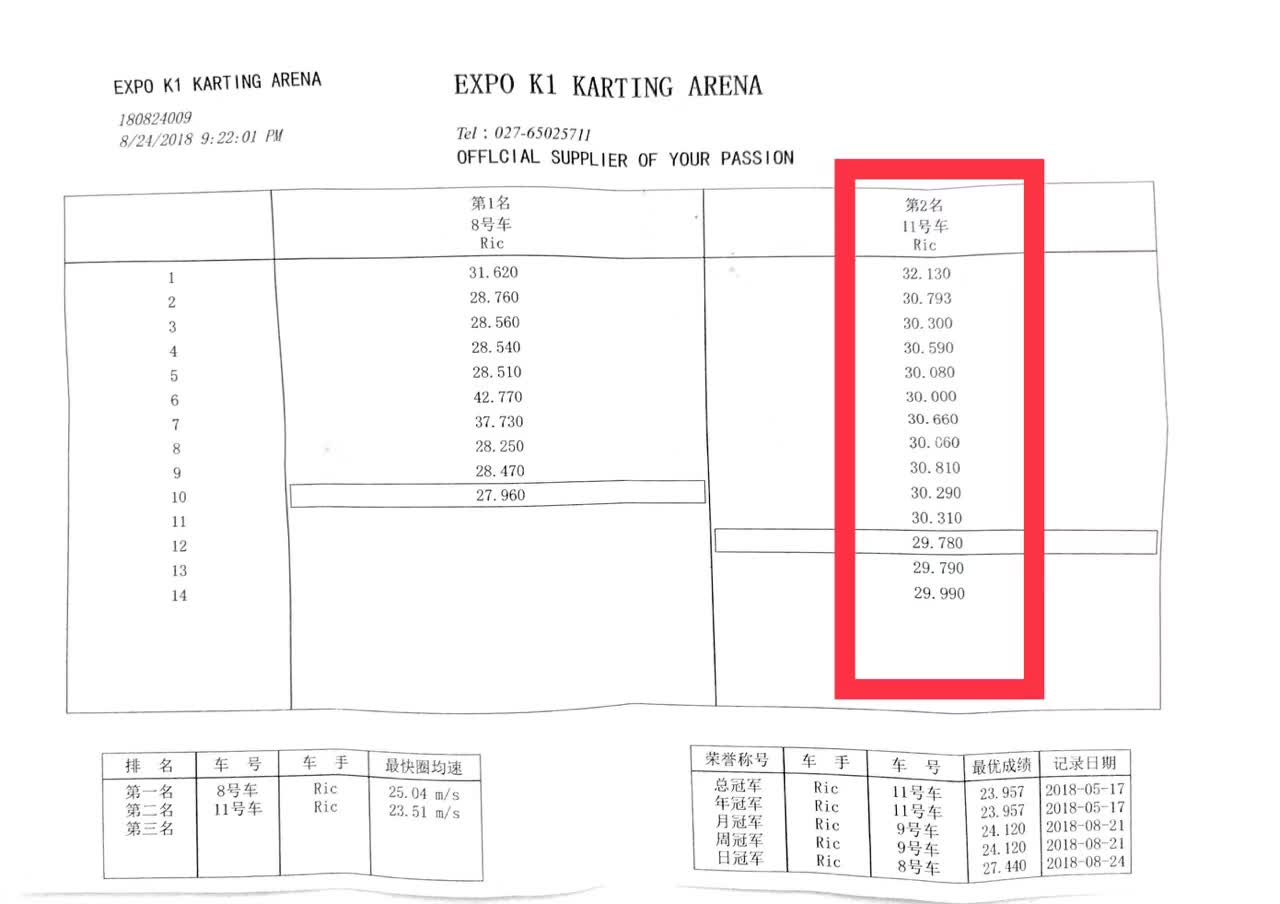 EXPO K1 KARTING ARENA
180824009
8/24/2018 9:22:01 PM
EXPO K1 KARTING ARENA
Tel : 027-65025711
OFFLCIAL SUPPLIER OF YOUR PASSION
第1名 第2名
8号车 11号车
Ric Ric
1 31.620 32.130
2 28.760 30.793
3 28.560 30.300
4 28.540 30.590
5 28.510 30.080
6 42.770 30.000
7 37.730 30.660
8 28.250 30.060
9 28.470 30.810
10 27.960 30.290
11 30.310
12 29.780
13 29.790
14 29.990
排 名 车 号 车 手 最快圈均速
第一名 8号车 Ric 25.04 m/s
第二名 11号车 Ric 23.51 m/s
第三名
荣誉称号 车 手 车 号 最优成绩 记录日期
总冠军 Ric 11号车 23.957 2018-05-17
年冠军 Ric 11号车 23.957 2018-05-17
月冠军 Ric 9号车 24.120 2018-08-21
周冠军 Ric 9号车 24.120 2018-08-21
日冠军 Ric 8号车 27.440 2018-08-24